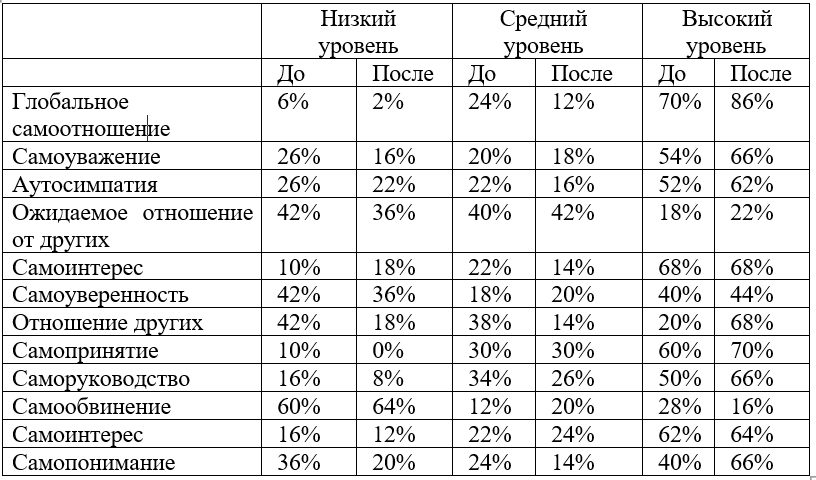 Низкий уровень Средний уровень Высокий уровень
До После До После До После
Глобальное самоотношение 6% 2% 24% 12% 70% 86%
Самоуважение 26% 16% 20% 18% 54% 66%
Аутосимпатия 26% 22% 22% 16% 52% 62%
Ожидаемое отношение от других 42% 36% 40% 42% 18% 22%
Самоинтерес 10% 18% 22% 14% 68% 68%
Самоуверенность 42% 36% 18% 20% 40% 44%
Отношение других 42% 18% 38% 14% 20% 68%
Самопринятие 10% 0% 30% 30% 60% 70%
Саморуководство 16% 8% 34% 26% 50% 66%
Самообвинение 60% 64% 12% 20% 28% 16%
Самоинтерес 16% 12% 22% 24% 62% 64%
Самопонимание 36% 20% 24% 14% 40% 66%